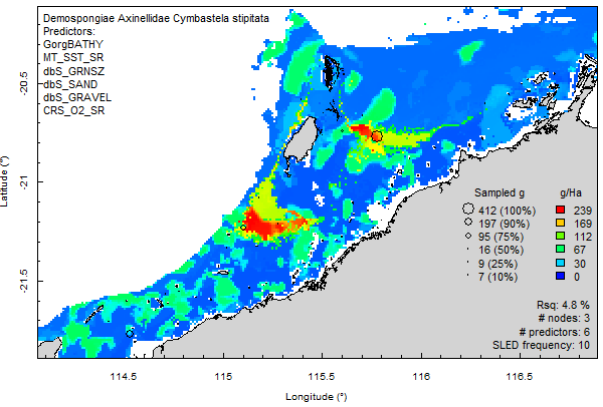 Demospongiae Axinellidae Cymbastela stipitata
Predictors:
GorgBATHY
MT_SST_SR
dbS_GRNSZ
dbS_SAND
dbS_GRAVEL
CRS_O2_SR
-20.5
-21
-21.5
Latitude (°)
Sampled g
412 (100%)
197 (90%)
95 (75%)
16 (50%)
9 (25%)
7 (10%)
g/Ha
239
169
112
67
30
0
Rsq: 4.8 %
# nodes: 3
# predictors: 6
SLED frequency: 10
114.5 115 115.5 116 116.5
Longitude (°)